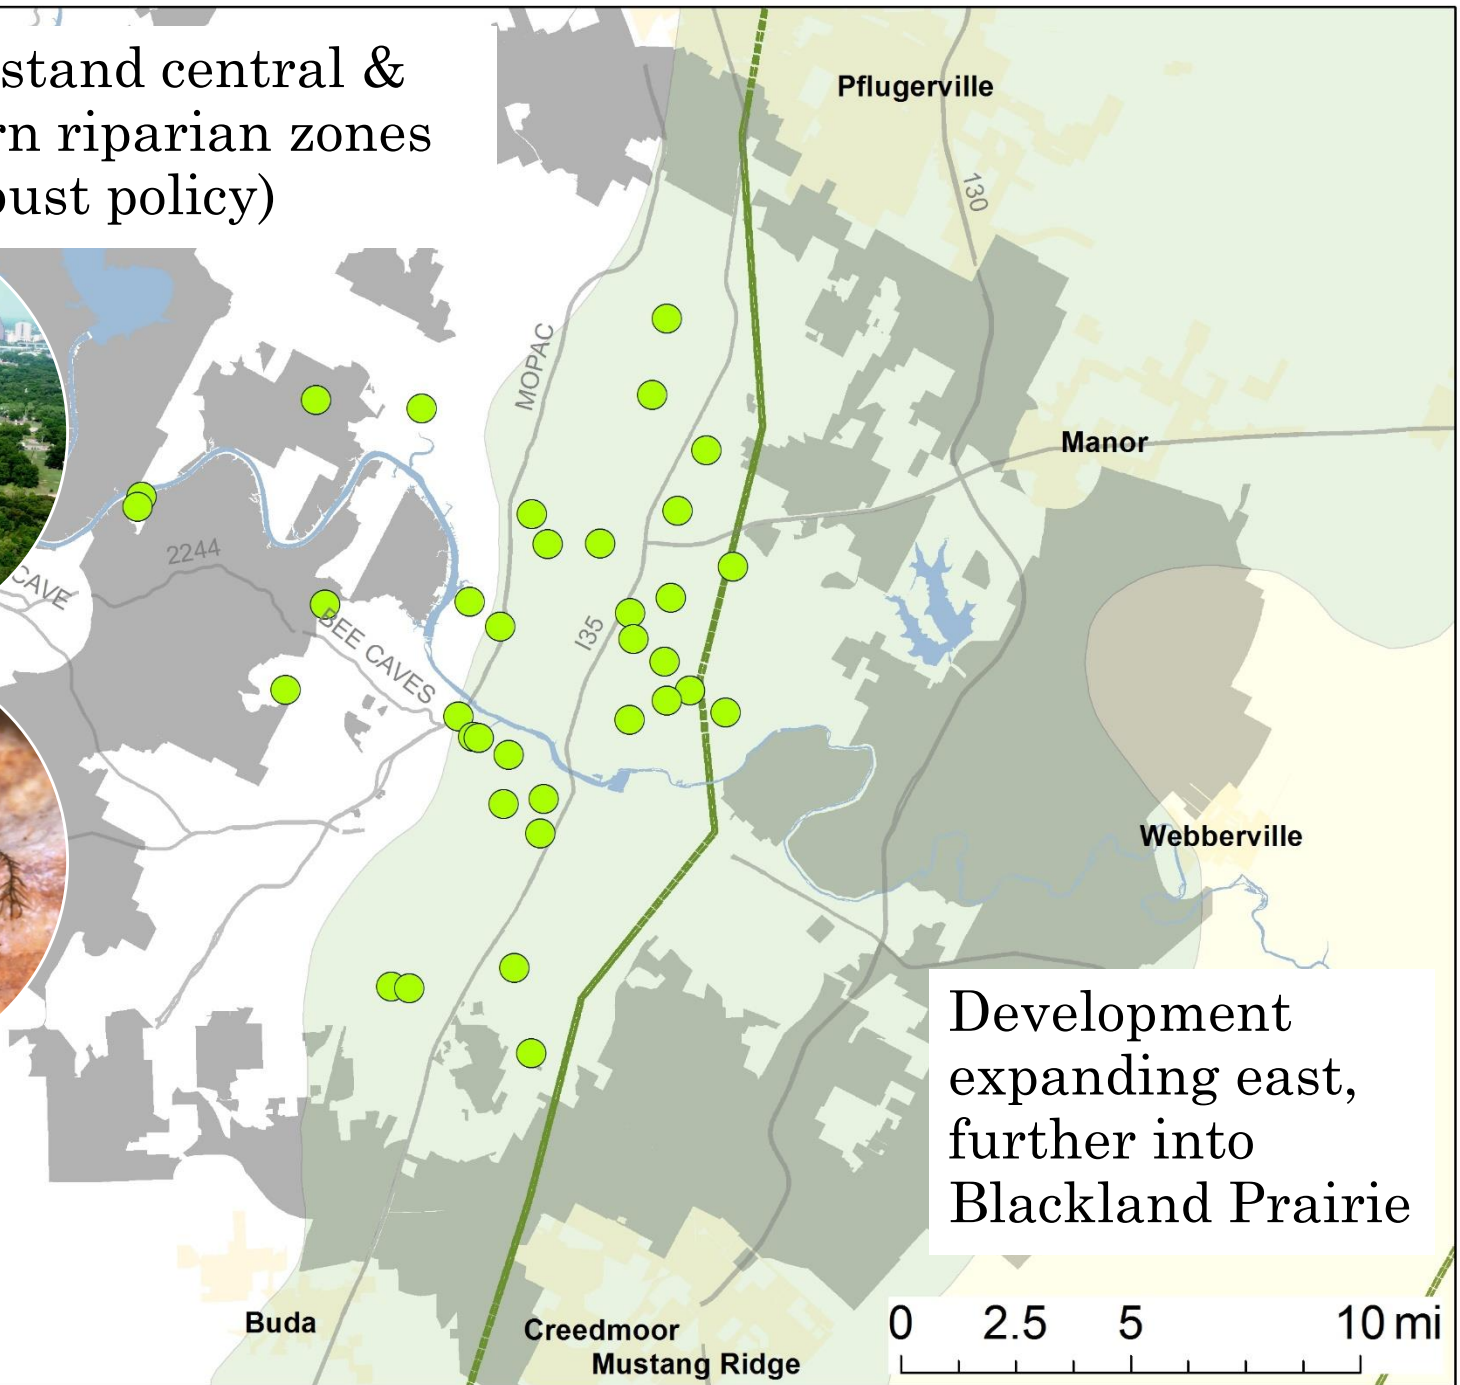 stand central &
rn riparian zones
bust policy)
Pflugerville
130
MOPAC
Manor
2244
CAVE
BEE CAVES
I35
Webberville
Development
expanding east,
further into
Blackland Prairie
Buda
Creedmoor
Mustang Ridge
0 2.5 5 10 mi